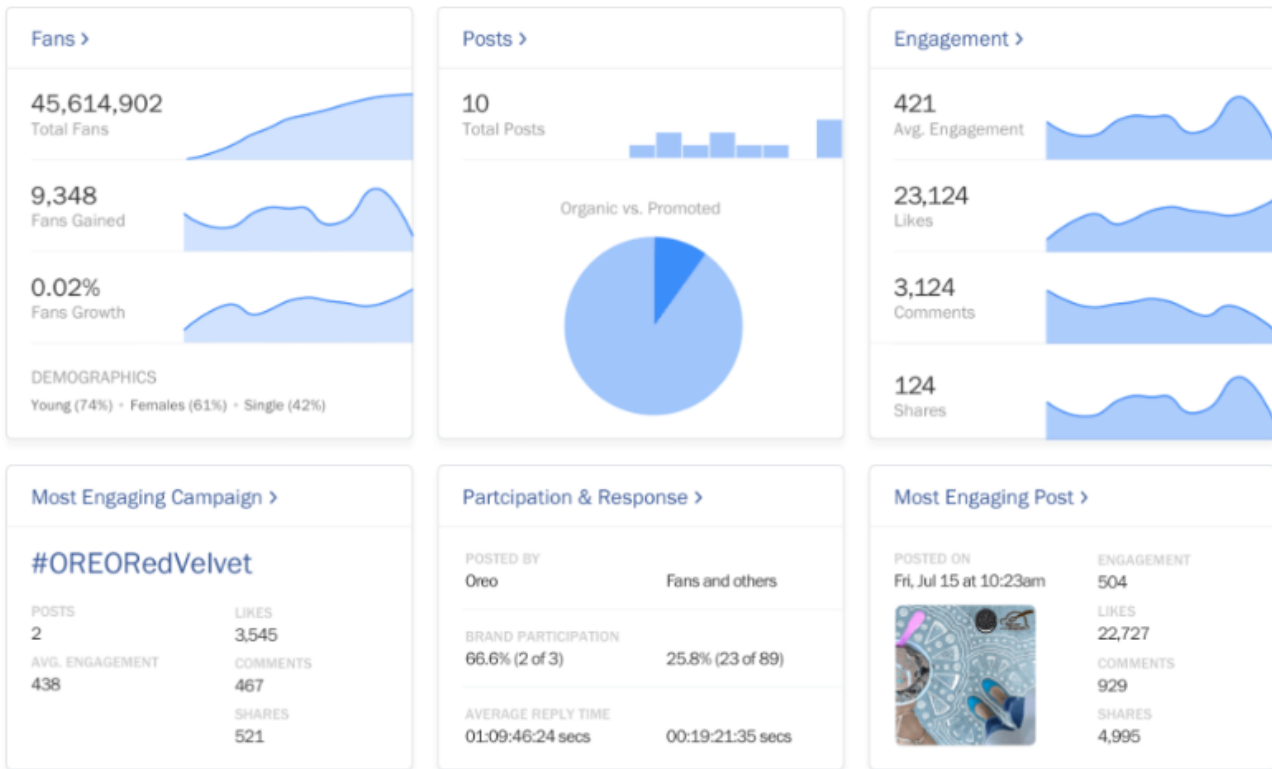 Fans >
45,614,902
Total Fans
9,348
Fans Gained
0.02%
Fans Growth
DEMOGRAPHICS
Young (74%) • Females (61%) • Single (42%)
Posts >
10
Total Posts
Organic vs. Promoted
Engagement >
421
Avg. Engagement
23,124
Likes
3,124
Comments
124
Shares
Most Engaging Campaign >
#OREORedVelvet
POSTS
2
AVG. ENGAGEMENT
438
LIKES
3,545
COMMENTS
467
SHARES
521
Partcipation & Response >
POSTED BY
Oreo Fans and others
BRAND PARTICIPATION
66.6% (2 of 3) 25.8% (23 of 89)
AVERAGE REPLY TIME
01:09:46:24 secs 00:19:21:35 secs
Most Engaging Post >
POSTED ON
Fri, Jul 15 at 10:23am
ENGAGEMENT
504
LIKES
22,727
COMMENTS
929
SHARES
4,995